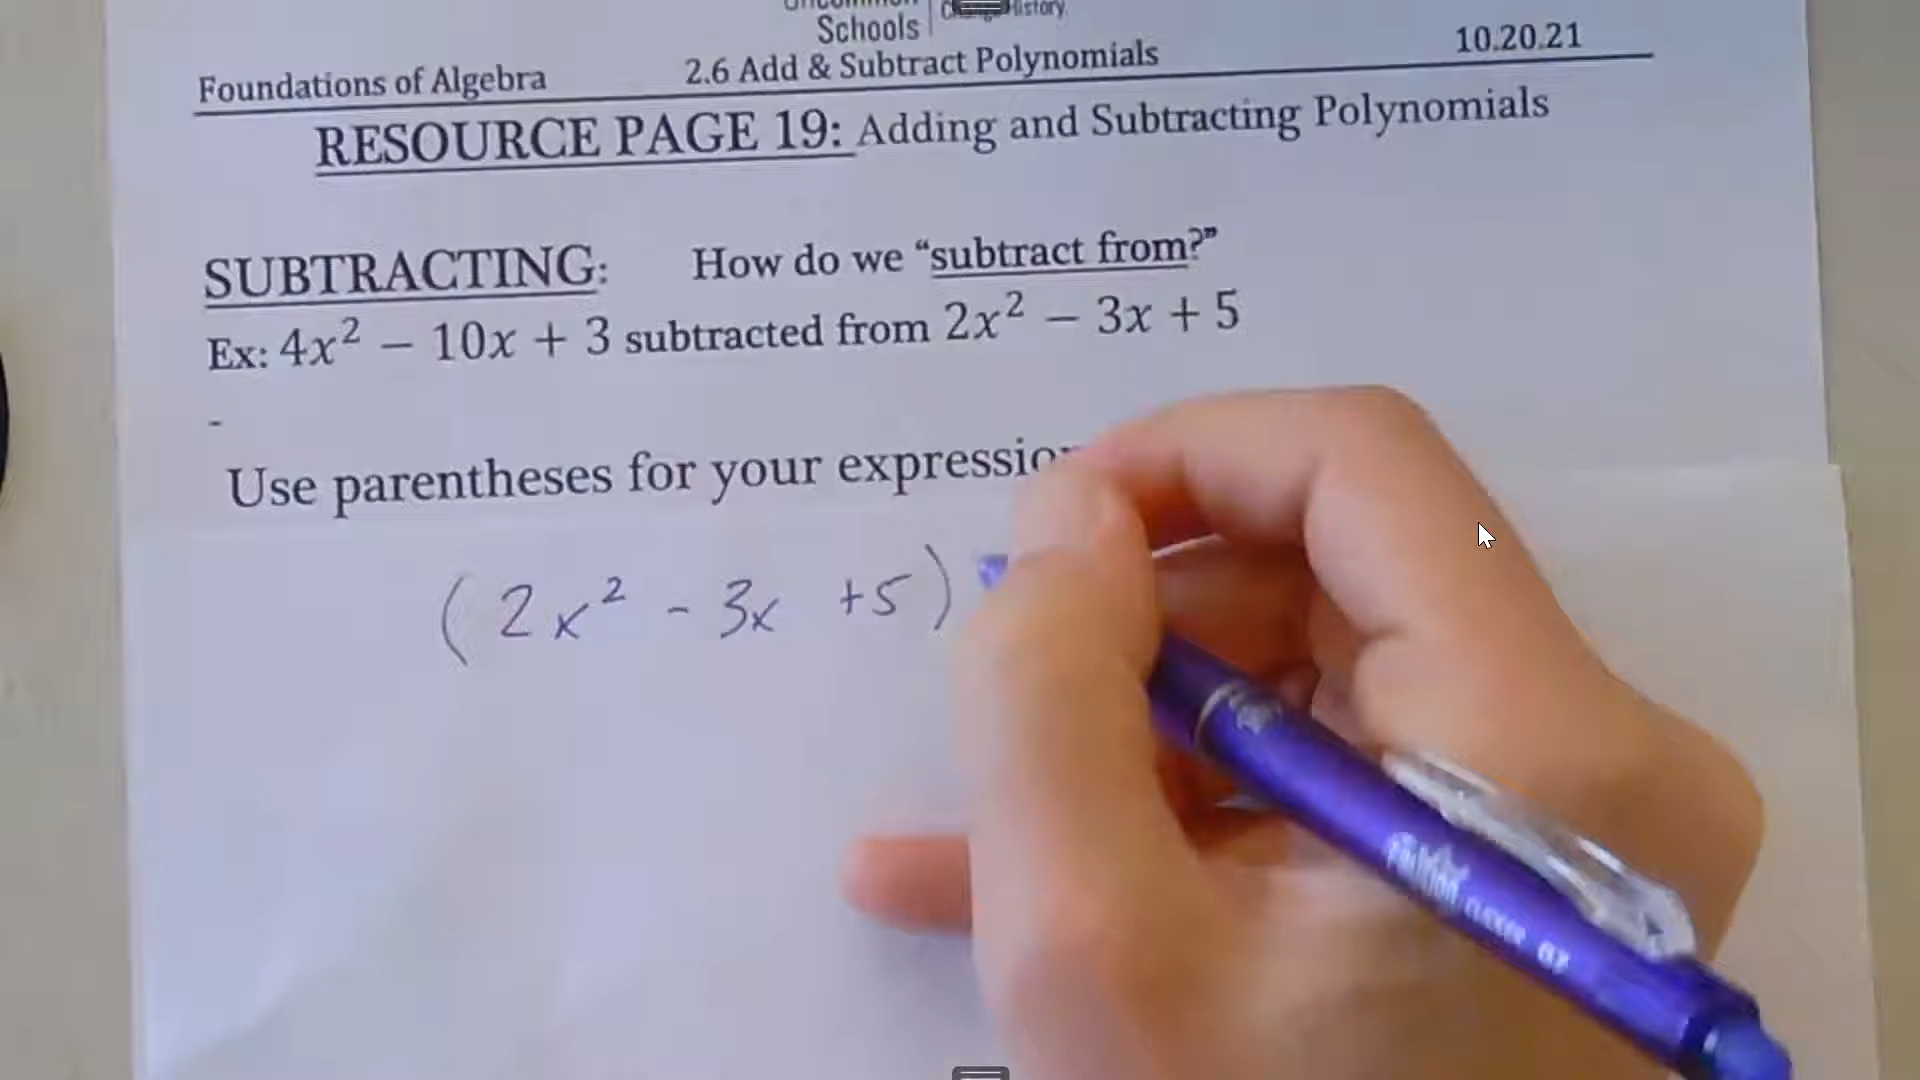 Schools
History.
Foundations of Algebra 2.6 Add & Subtract Polynomials 10.20.21
RESOURCE PAGE 19: Adding and Subtracting Polynomials
SUBTRACTING: How do we “subtract from?”
Ex: 4x² − 10x + 3 subtracted from 2x² − 3x + 5
-
Use parentheses for your
(2x² - 3x +5)